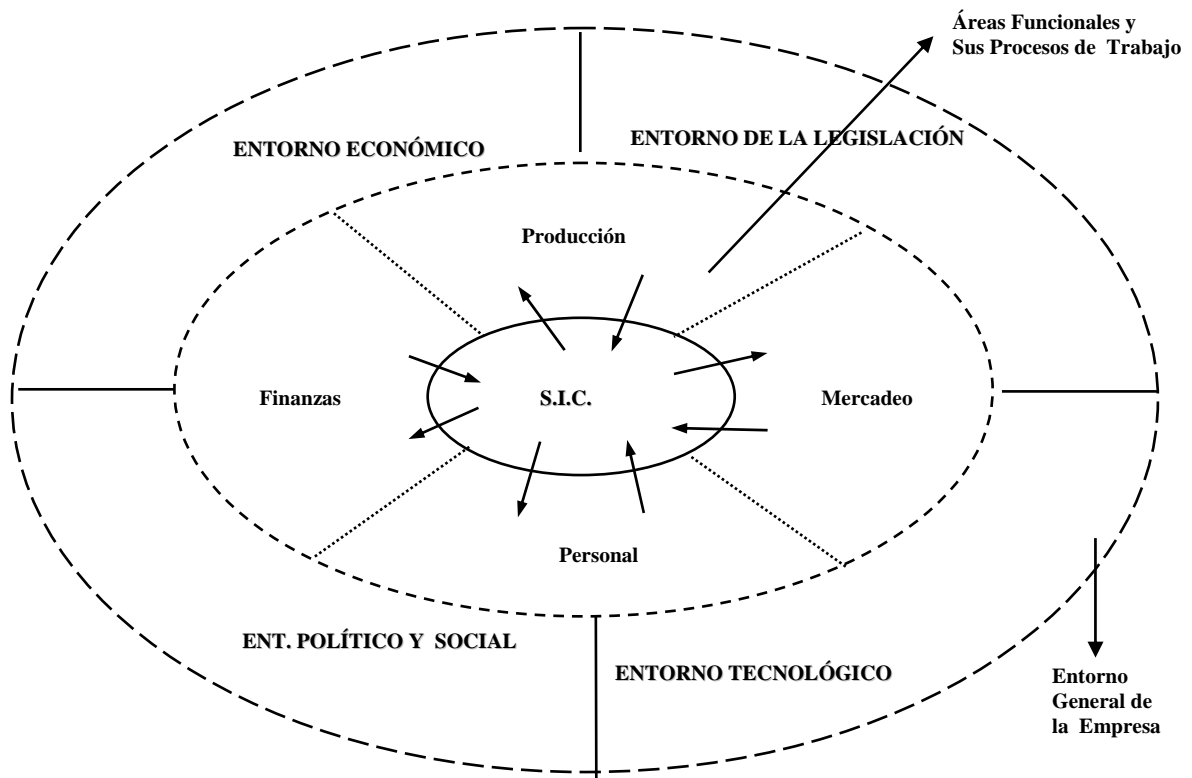 Áreas Funcionales y
Sus Procesos de Trabajo
ENTORNO ECONÓMICO
ENTORNO DE LA LEGISLACIÓN
Producción
Finanzas
S.I.C.
Mercadeo
Personal
ENT. POLÍTICO Y SOCIAL
ENTORNO TECNOLÓGICO
Entorno
General de
la Empresa